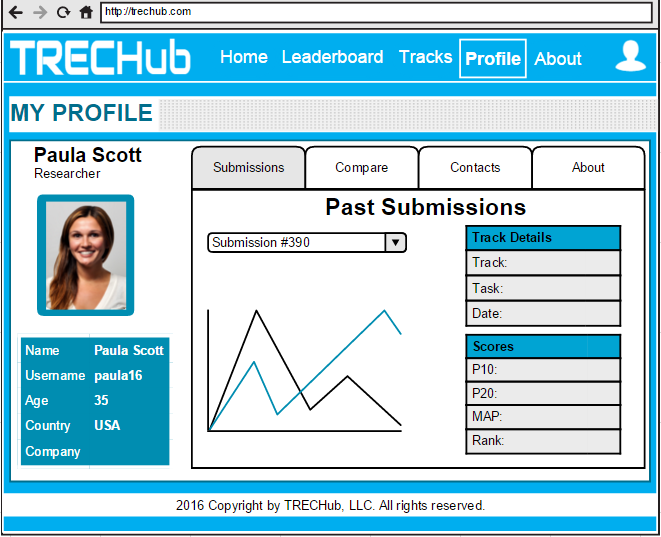 http://trechub.com
TRECHub Home Leaderboard Tracks Profile About
MY PROFILE
Paula Scott
Researcher
Name Paula Scott
Username paula16
Age 35
Country USA
Company
Submissions Compare Contacts About
Past Submissions
Submission #390
Track Details
Track:
Task:
Date:
Scores
P10:
P20:
MAP:
Rank:
2016 Copyright by TRECHub, LLC. All rights reserved.